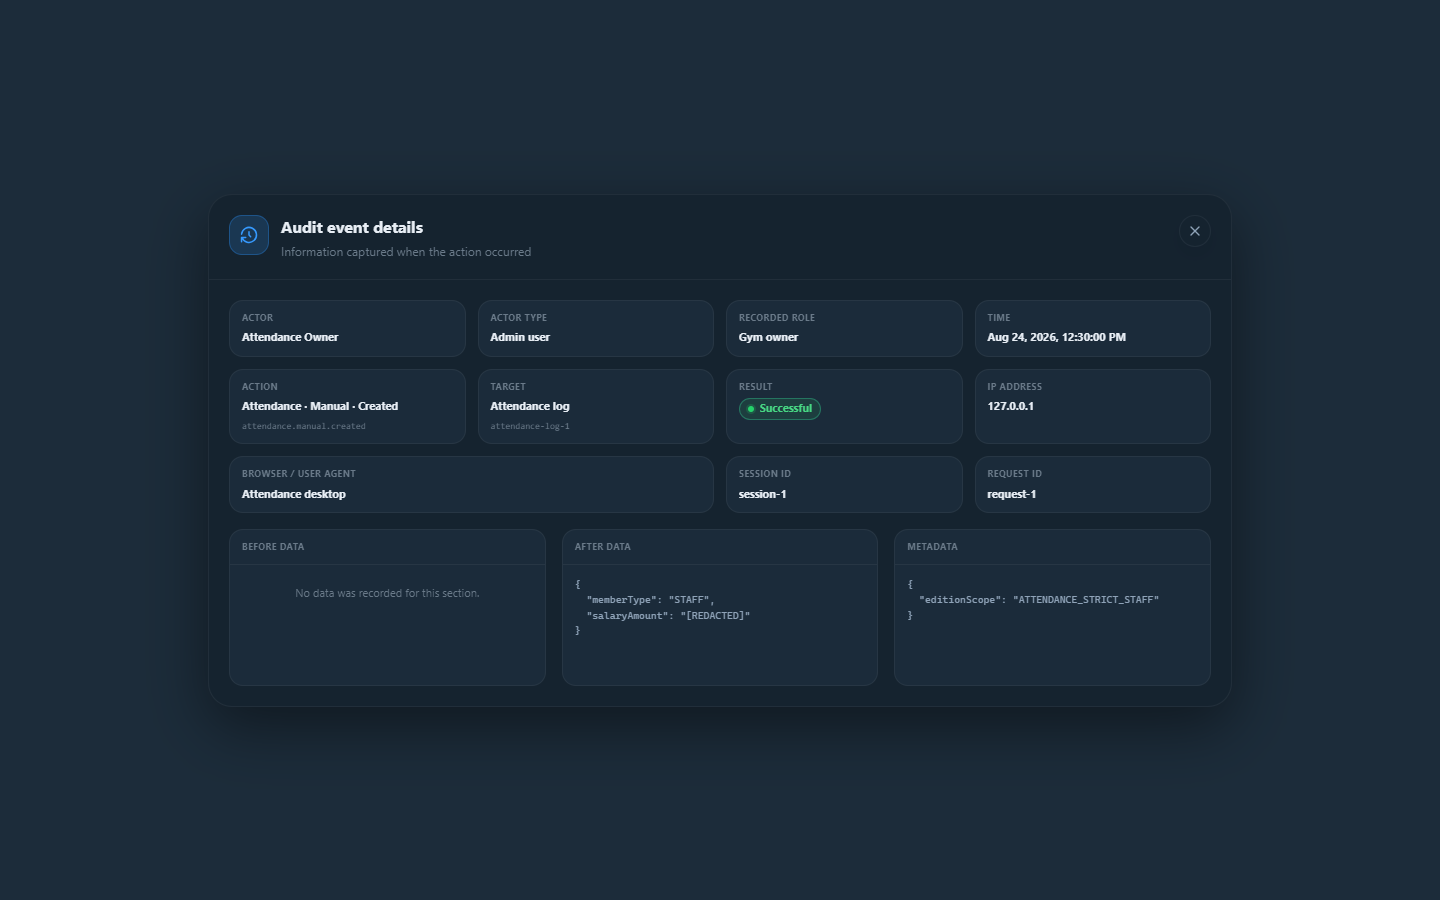 Audit event details
Information captured when the action occurred
ACTOR
Attendance Owner
ACTOR TYPE
Admin user
RECORDED ROLE
Gym owner
TIME
Aug 24, 2026, 12:30:00 PM
ACTION
Attendance · Manual · Created
attendance.manual.created
TARGET
Attendance log
attendance-log-1
RESULT
Successful
IP ADDRESS
127.0.0.1
BROWSER / USER AGENT
Attendance desktop
SESSION ID
session-1
REQUEST ID
request-1
BEFORE DATA
No data was recorded for this section.
AFTER DATA
{
"memberType": "STAFF",
"salaryAmount": "[REDACTED]"
}
METADATA
{
"editionScope": "ATTENDANCE_STRICT_STAFF"
}